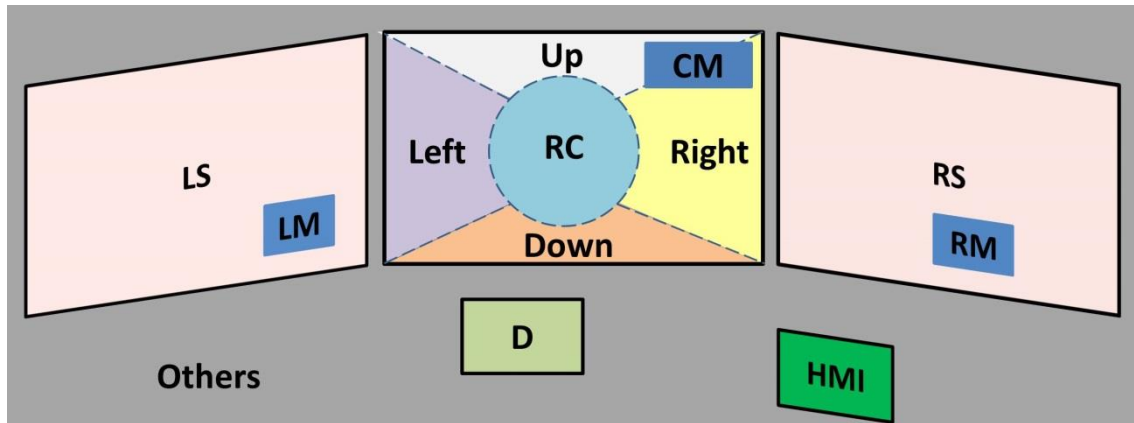 LS
LM
Up
CM
Left
RC
Right
Down
RS
RM
D
HMI
Others